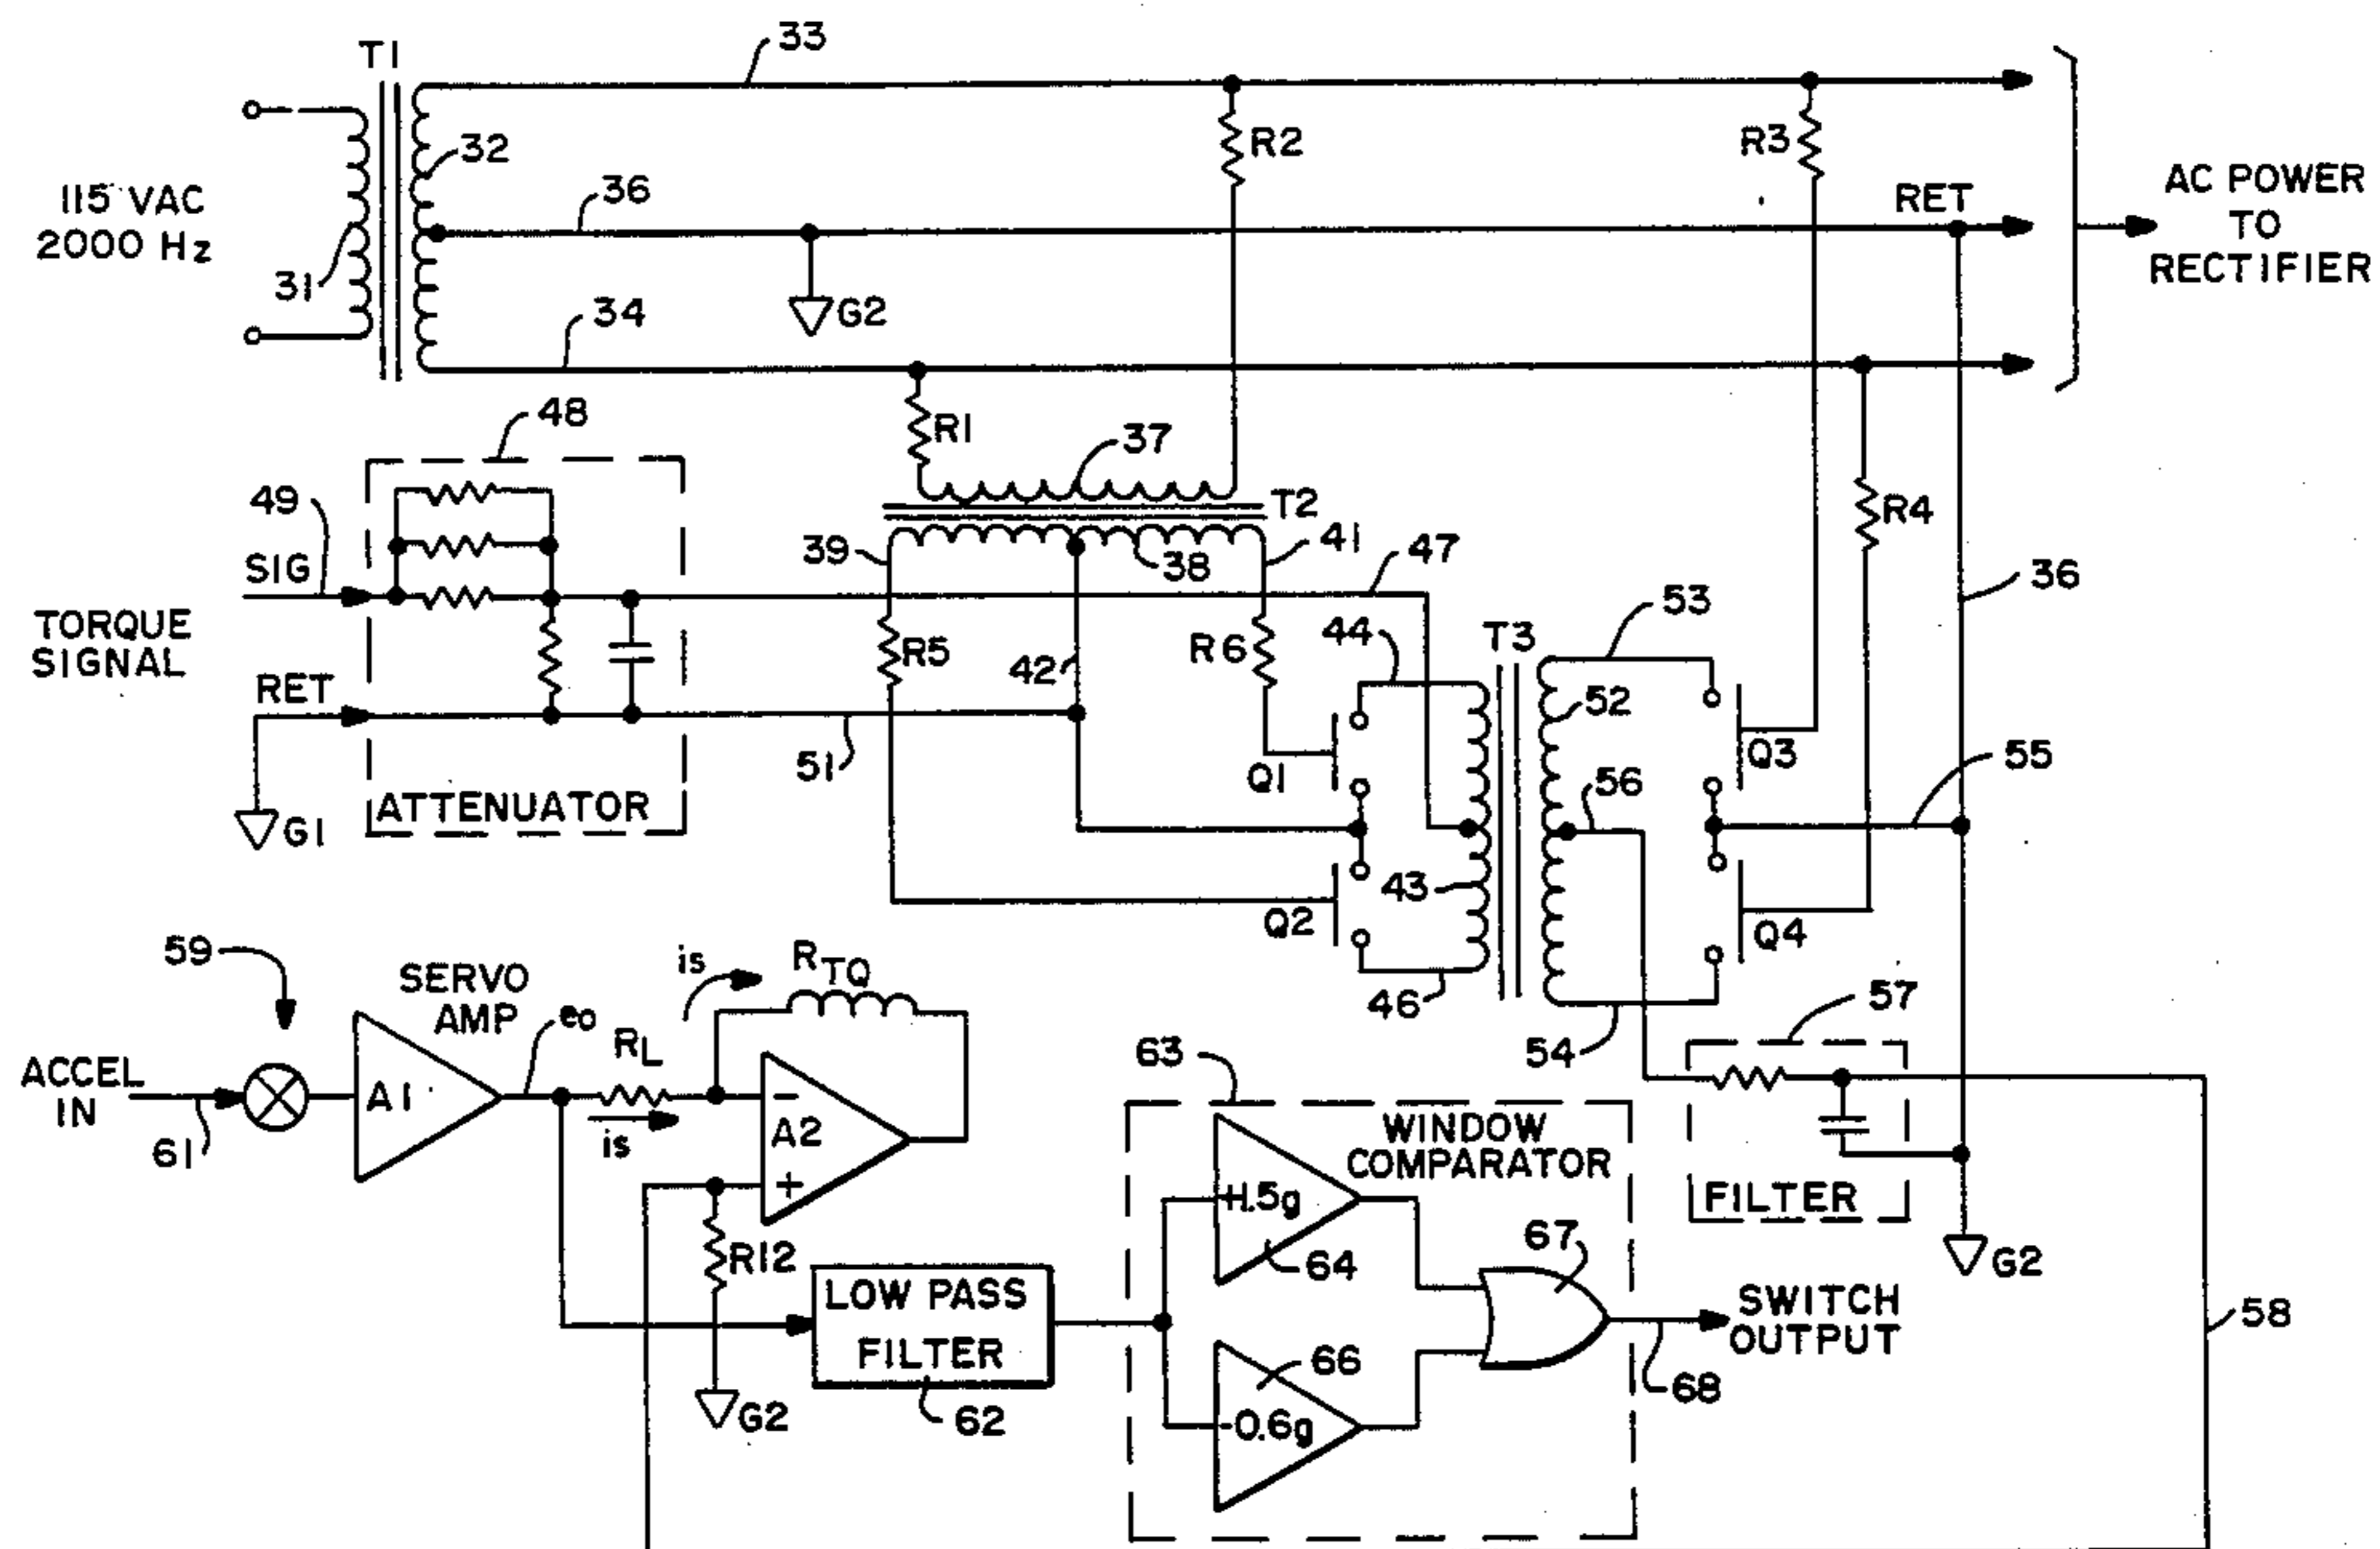 T1
33
115 VAC
2000 Hz
31
32
36
G2
34
R2
R3
RET
AC POWER
TO
RECTIFIER
48
49
SIG
TORQUE
SIGNAL
RET
G1
ATTENUATOR
R1
37
T2
39
38
41
47
R5
42
R6
51
44
T3
53
R4
36
52
Q1
Q3
55
56
43
Q2
Q4
46
54
57
59
SERVO
AMP
eo
is
RTQ
ACCEL
IN
61
A1
RL
is
-
A2
+
R12
G2
LOW PASS
FILTER
62
63
WINDOW
COMPARATOR
+1.5g
64
67
66
-0.6g
FILTER
G2
SWITCH
OUTPUT
68
58